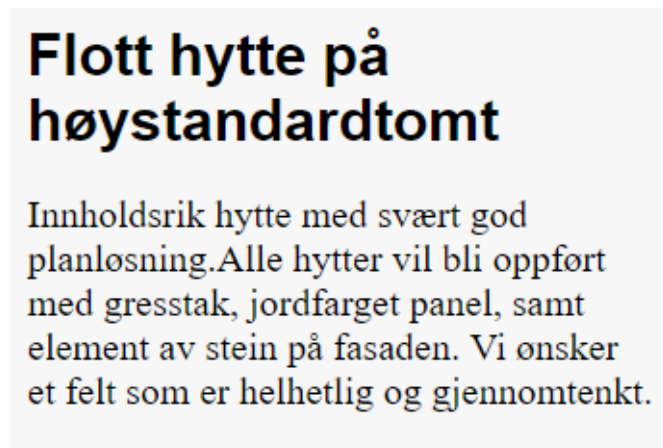 Flott hytte på
høystandardtomt
Innholdsrik hytte med svært god
planløsning.Alle hytter vil bli oppført
med gresstak, jordfarget panel, samt
element av stein på fasaden. Vi ønsker
et felt som er helhetlig og gjennomtenkt.